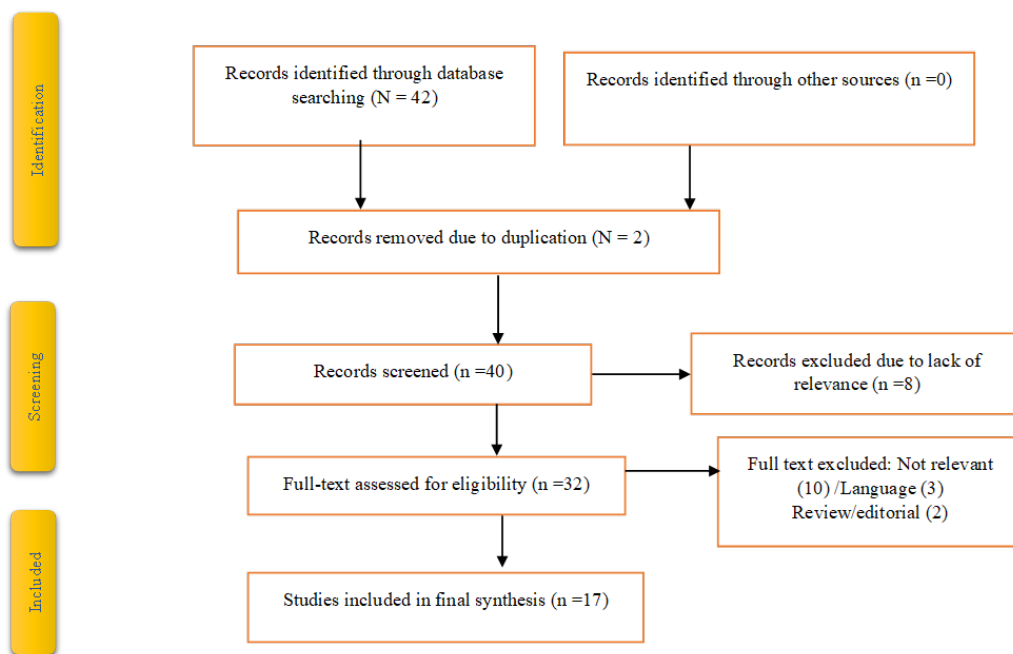 Identification
Records identified through database
searching (N = 42)
Records identified through other sources (n =0)
Records removed due to duplication (N = 2)
Screening
Records screened (n =40)
Records excluded due to lack of
relevance (n =8)
Full-text assessed for eligibility (n =32)
Full text excluded: Not relevant
(10) /Language (3)
Review/editorial (2)
Included
Studies included in final synthesis (n =17)